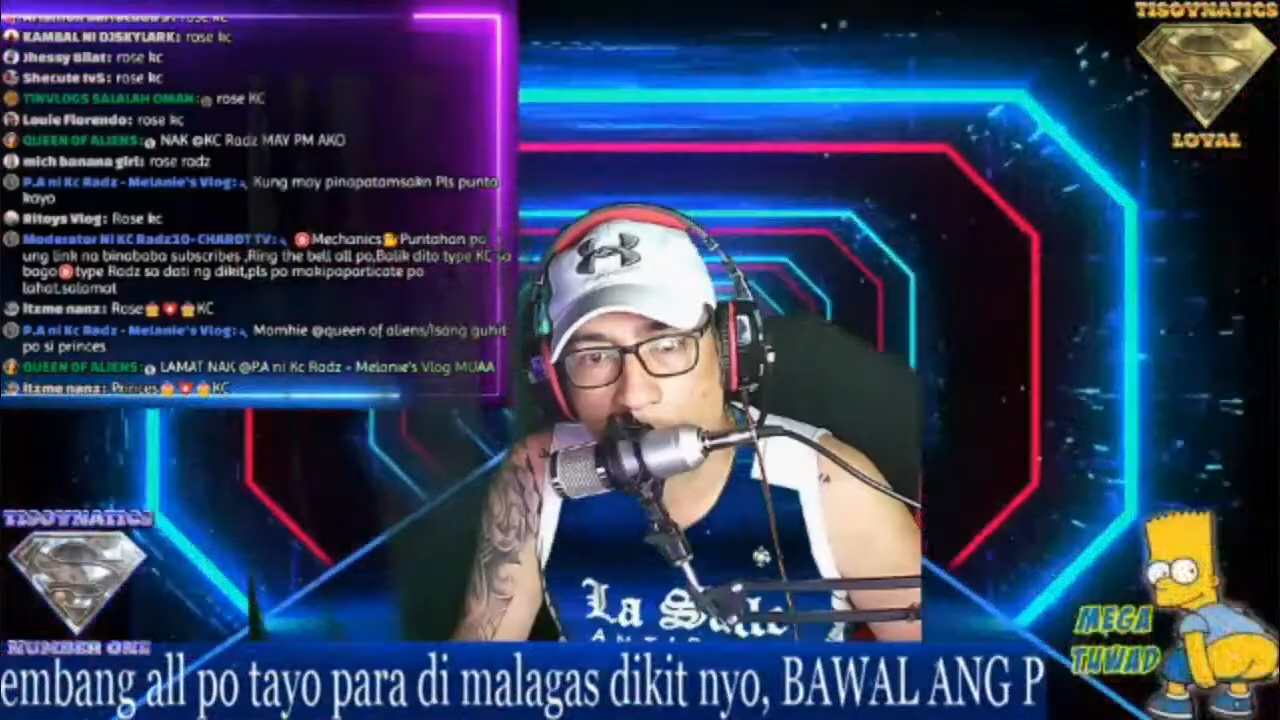 KAMBAL NI DJSKYLARK: rose kc
Jhessy Bilat: rose kc
Shecute tv5: rose kc
TINVLOGS SALALAH OMAN: rose KC
Louie Florendo: rose kc
QUEEN OF ALIENS: NAK @KC Radz MAY PM AKO
mich banana girl: rose radz
P.A ni Kc Radz - Melanie's Vlog: Kung may pinapatamsakn Pls punta
kayo
Ritoys Vlog: Rose kc
Moderator NI KC Radz10-CHAROT TV: Mechanics Puntahan po
ung link na binababa subscribes ,Ring the bell all po,Balik dito type KC sa
bago type Radz sa dati ng dikit,pls po makipaparticate po
lahat.salamat
Itzme nanz: Rose KC
P.A ni Kc Radz - Melanie's Vlog: Momhie @queen of aliens/Isang guhit
po si princes
QUEEN OF ALIENS: LAMAT NAK @P.A ni Kc Radz - Melanie's Vlog MUAA
Itzme nanz: Princes KC
TISOYNATICS
LOYAL
TISOYNATICS
NUMBER ONE
La Salle
MEGA
TUWAD
embang all po tayo para di malagas dikit nyo, BAWAL ANG P